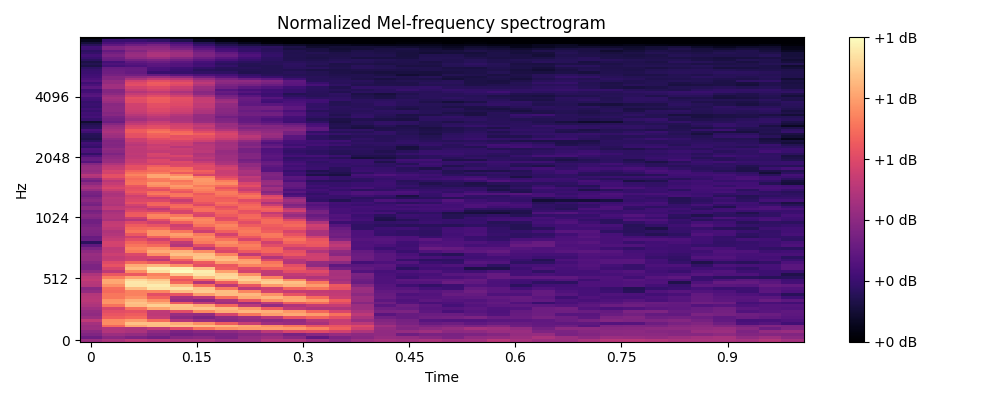 Normalized Mel-frequency spectrogram
Hz
4096
2048
1024
512
0
0 0.15 0.3 0.45 0.6 0.75 0.9
Time
+1 dB
+1 dB
+1 dB
+0 dB
+0 dB
+0 dB